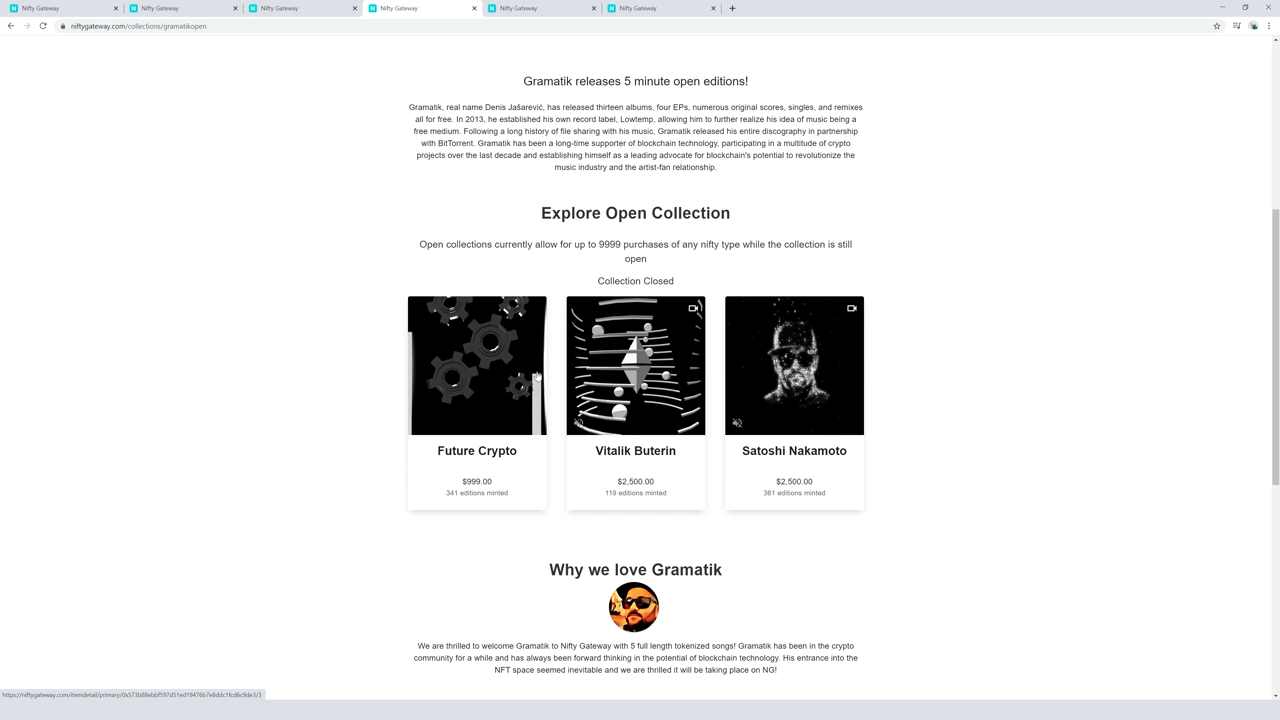 Nifty Gateway
Nifty Gateway
Nifty Gateway
Nifty Gateway
Nifty Gateway
Nifty Gateway
niftygateway.com/collections/gramatikopen
Gramatik releases 5 minute open editions!
Gramatik, real name Denis Jašarević, has released thirteen albums, four EPs, numerous original scores, singles, and remixes
all for free. In 2013, he established his own record label, Lowtemp, allowing him to further realize his idea of music being a
free medium. Following a long history of file sharing with his music, Gramatik released his entire discography in partnership
with BitTorrent. Gramatik has been a long-time supporter of blockchain technology, participating in a multitude of crypto
projects over the last decade and establishing himself as a leading advocate for blockchain's potential to revolutionize the
music industry and the artist-fan relationship.
Explore Open Collection
Open collections currently allow for up to 9999 purchases of any nifty type while the collection is still
open
Collection Closed
Future Crypto
$999.00
341 editions minted
Vitalik Buterin
$2,500.00
119 editions minted
Satoshi Nakamoto
$2,500.00
361 editions minted
Why we love Gramatik
We are thrilled to welcome Gramatik to Nifty Gateway with 5 full length tokenized songs! Gramatik has been in the crypto
community for a while and has always been forward thinking in the potential of blockchain technology. His entrance into the
NFT space seemed inevitable and we are thrilled it will be taking place on NG!
https://niftygateway.com/itemdetail/primary/0x573b88ebbf597d51ed19476b7e8ddc1fcd6c9de3/3